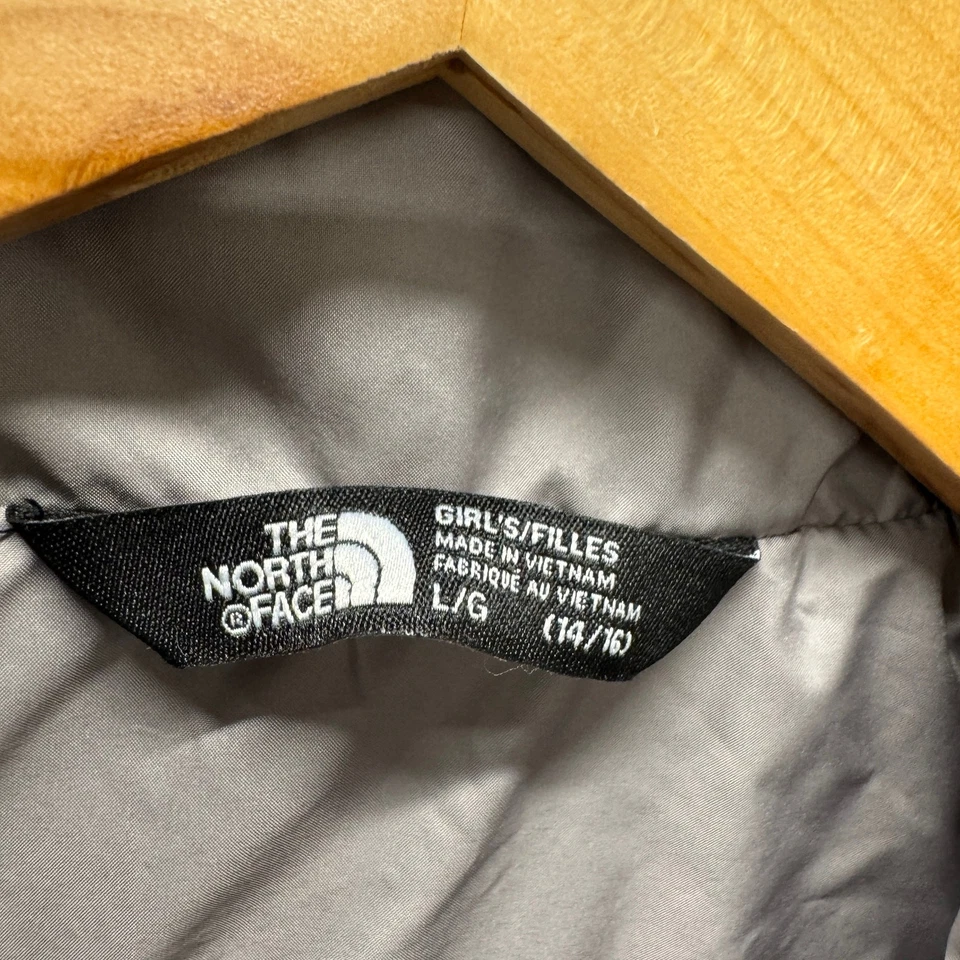 THE
NORTH
®FACE
GIRL'S/FILLES
MADE IN VIETNAM
FABRIQUÉ AU VIETNAM
L/G (14/16)